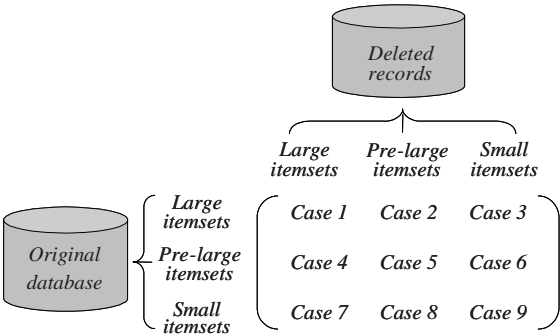 Deleted
records
Large
itemsets
Pre-large
itemsets
Small
itemsets
Original
database
Large
itemsets
Pre-large
itemsets
Small
itemsets
Case 1 Case 2 Case 3
Case 4 Case 5 Case 6
Case 7 Case 8 Case 9